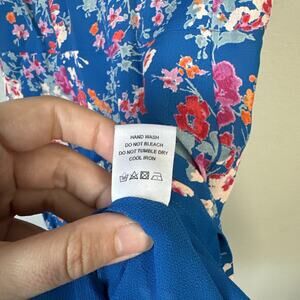 HAND WASH
DO NOT BLEACH
DO NOT TUMBLE DRY
COOL IRON